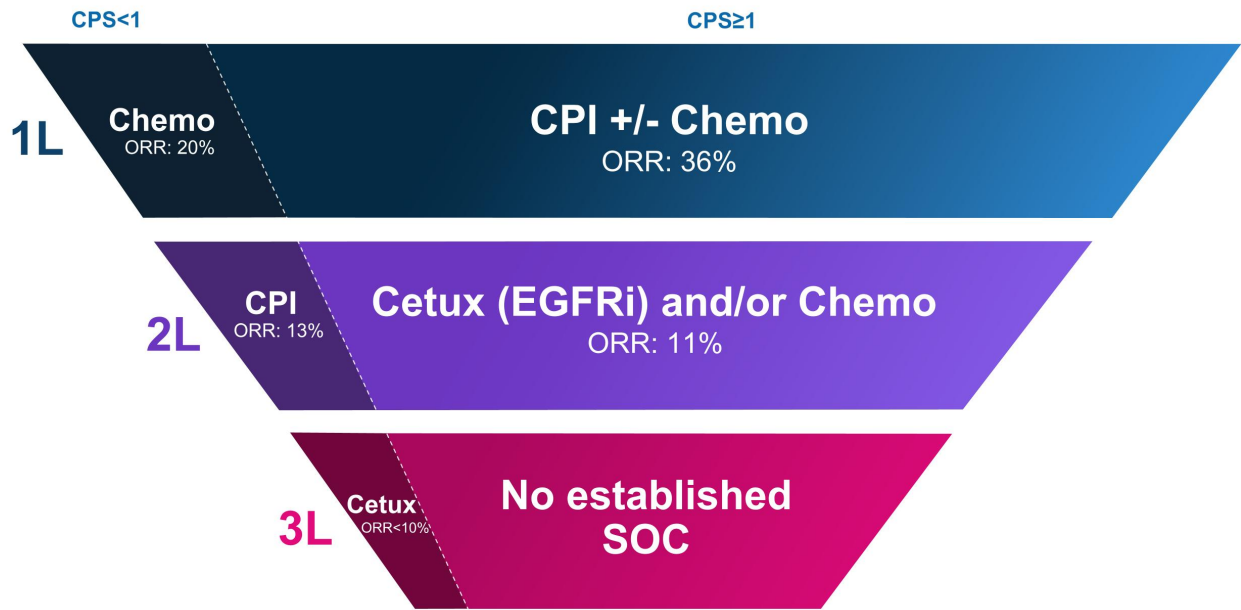 CPS<1
CPS≥1
1L
Chemo
ORR: 20%
CPI +/- Chemo
ORR: 36%
2L
CPI
ORR: 13%
Cetux (EGFRi) and/or Chemo
ORR: 11%
3L
Cetux
ORR<10%
No established
SOC